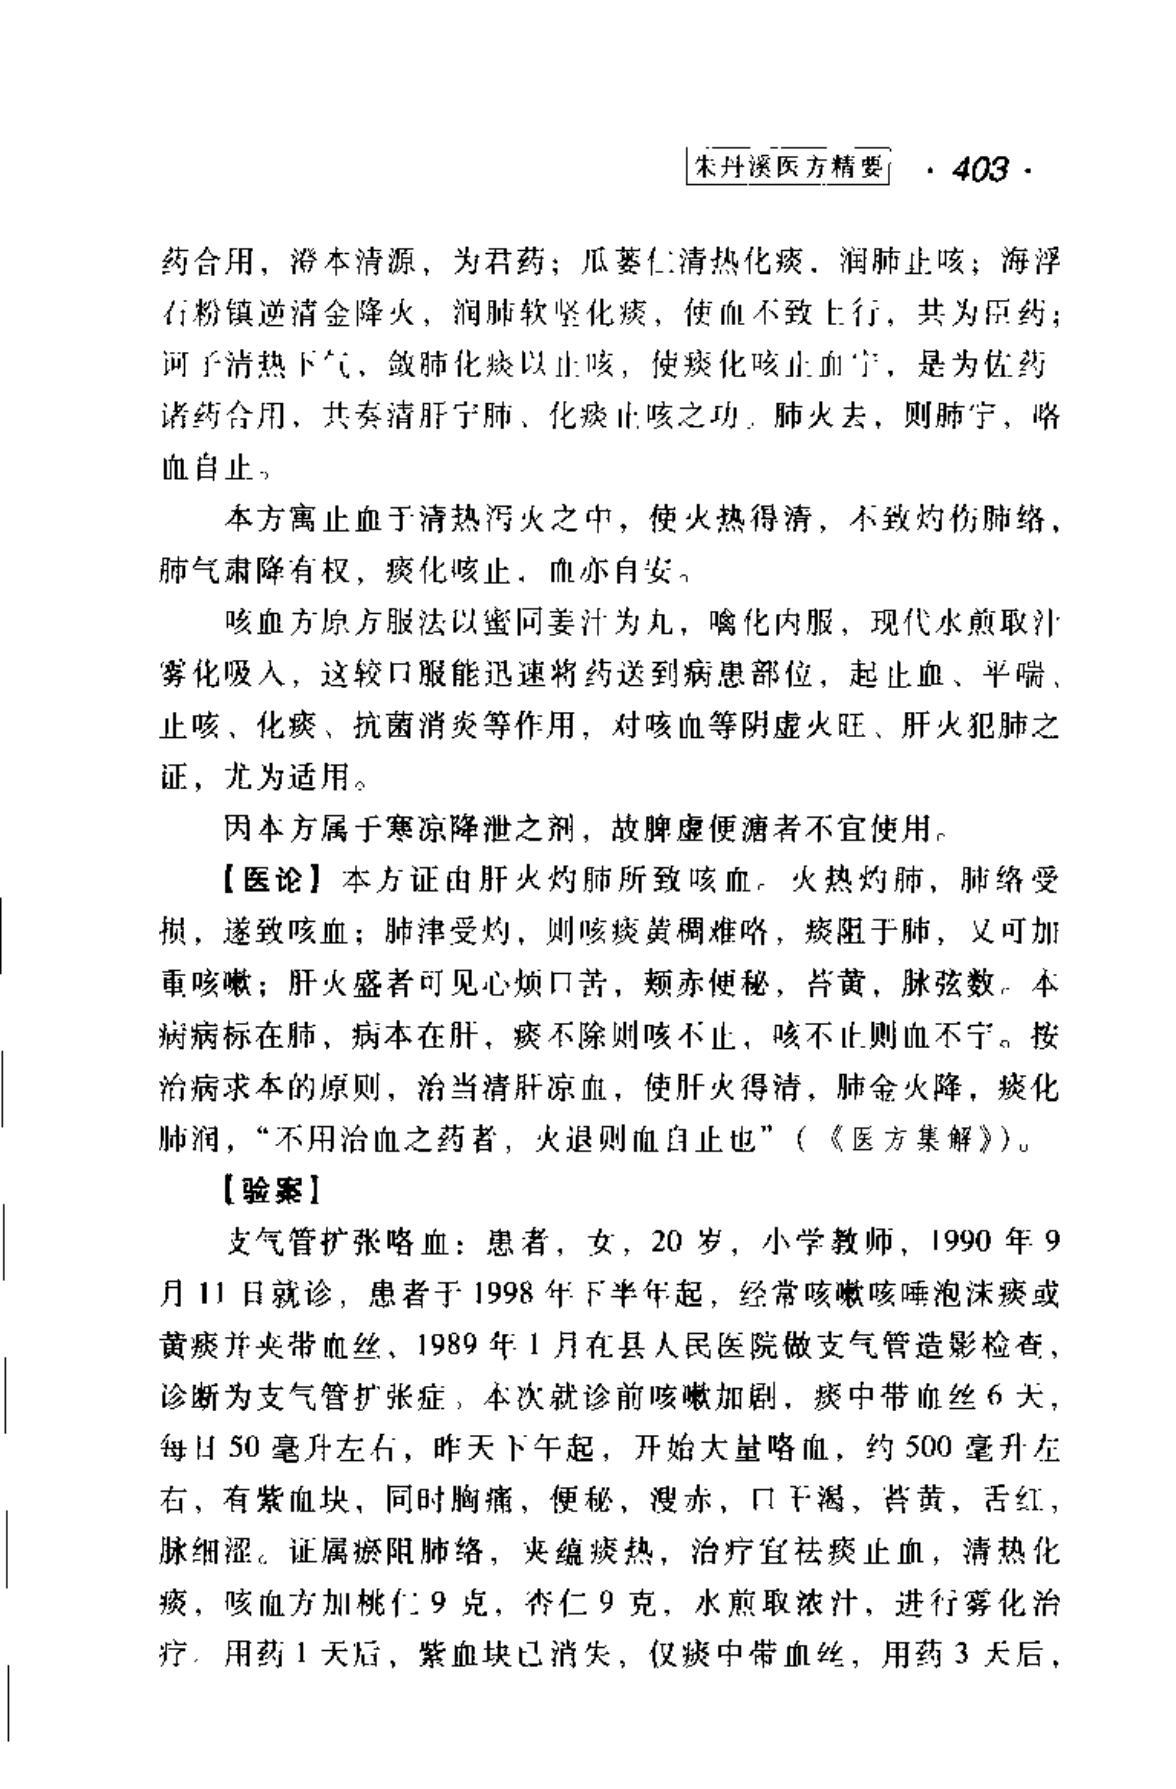 朱丹溪医方精要 · 403 ·
药合用，澄本清源，为君药；瓜蒌仁清热化痰，润肺止咳；海浮
石粉镇逆清金降火，润肺软坚化痰，使血不致上行，共为臣药；
诃子清热下气，敛肺化痰以止咳，使痰化咳止血宁，是为佐药
诸药合用，共奏清肝宁肺、化痰止咳之功。肺火去，则肺宁，咯
血自止。
本方寓止血于清热泻火之中，使火热得清，不致灼伤肺络，
肺气肃降有权，痰化咳止，血亦自安。
咳血方原方服法以蜜同姜汁为丸，噙化内服，现代水煎取汁
雾化吸入，这较口服能迅速将药送到病患部位，起止血、平喘、
止咳、化痰、抗菌消炎等作用，对咳血等阴虚火旺、肝火犯肺之
证，尤为适用。
因本方属于寒凉降泄之剂，故脾虚便溏者不宜使用。
【医论】本方证由肝火灼肺所致咳血。火热灼肺，肺络受
损，遂致咳血；肺津受灼，则咳痰黄稠难咯，痰阻于肺，又可加
重咳嗽；肝火盛者可见心烦口苦，颊赤便秘，苔黄，脉弦数。本
病病标在肺，病本在肝，痰不除则咳不止，咳不止则血不宁。按
治病求本的原则，治当清肝凉血，使肝火得清，肺金火降，痰化
肺润，“不用治血之药者，火退则血自止也”（《医方集解》）。
【验案】
支气管扩张咯血：患者，女，20 岁，小学教师，1990 年 9
月 11 日就诊，患者于 1998 年下半年起，经常咳嗽咳唾泡沫痰或
黄痰并夹带血丝、1989 年 1 月在县人民医院做支气管造影检查，
诊断为支气管扩张症。本次就诊前咳嗽加剧，痰中带血丝 6 天，
每日 50 毫升左右，昨天下午起，开始大量咯血，约 500 毫升左
右，有紫血块，同时胸痛，便秘，溲赤，口干渴，苔黄，舌红，
脉细涩。证属瘀阻肺络，夹蕴痰热，治疗宜祛痰止血，清热化
痰，咳血方加桃仁 9 克，杏仁 9 克，水煎取浓汁，进行雾化治
疗。用药 1 天后，紫血块已消失，仅痰中带血丝，用药 3 天后，